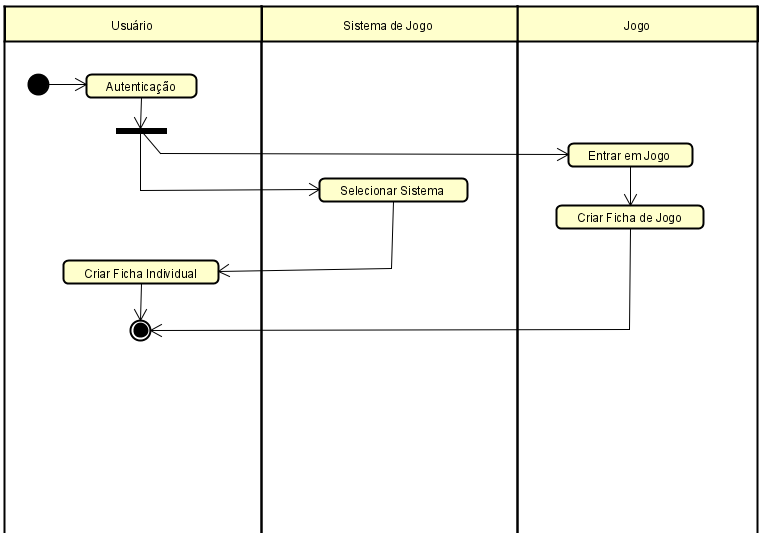 Usuário
Sistema de Jogo
Jogo
Autenticação
Entrar em Jogo
Selecionar Sistema
Criar Ficha de Jogo
Criar Ficha Individual